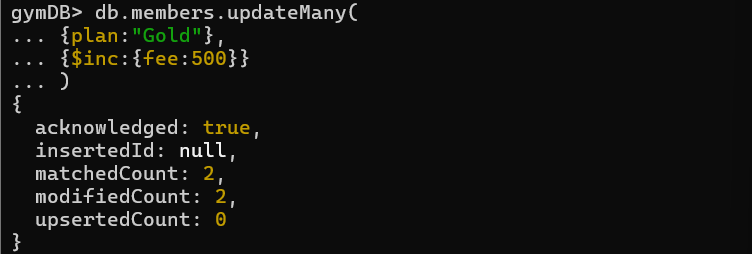 gymDB> db.members.updateMany(
... {plan:"Gold"},
... {$inc:{fee:500}}
... )
{
  acknowledged: true,
  insertedId: null,
  matchedCount: 2,
  modifiedCount: 2,
  upsertedCount: 0
}